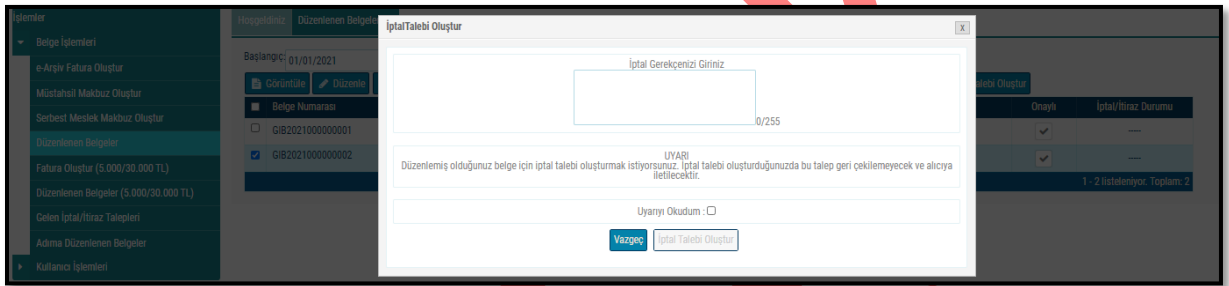 İşlemler
Belge İşlemleri
e-Arşiv Fatura Oluştur
Müstahsil Makbuz Oluştur
Serbest Meslek Makbuz Oluştur
Düzenlenen Belgeler
Fatura Oluştur (5.000/30.000 TL)
Düzenlenen Belgeler (5.000/30.000 TL)
Gelen İptal/İtiraz Talepleri
Adıma Düzenlenen Belgeler
Kullanıcı İşlemleri
Hoşgeldiniz Düzenlenen Belgeler
Başlangıç: 01/01/2021
Görüntüle Düzenle
Talebi Oluştur
Belge Numarası Onaylı İptal/İtiraz Durumu
GIB2021000000001 ----
GIB2021000000002 ----
1 - 2 listeleniyor. Toplam: 2
İptalTalebi Oluştur X
İptal Gerekçenizi Giriniz
0/255
UYARI
Düzenlemiş olduğunuz belge için iptal talebi oluşturmak istiyorsunuz. İptal talebi oluşturduğunuzda bu talep geri çekilemeyecek ve alıcıya
iletilecektir.
Uyarıyı Okudum :
Vazgeç İptal Talebi Oluştur